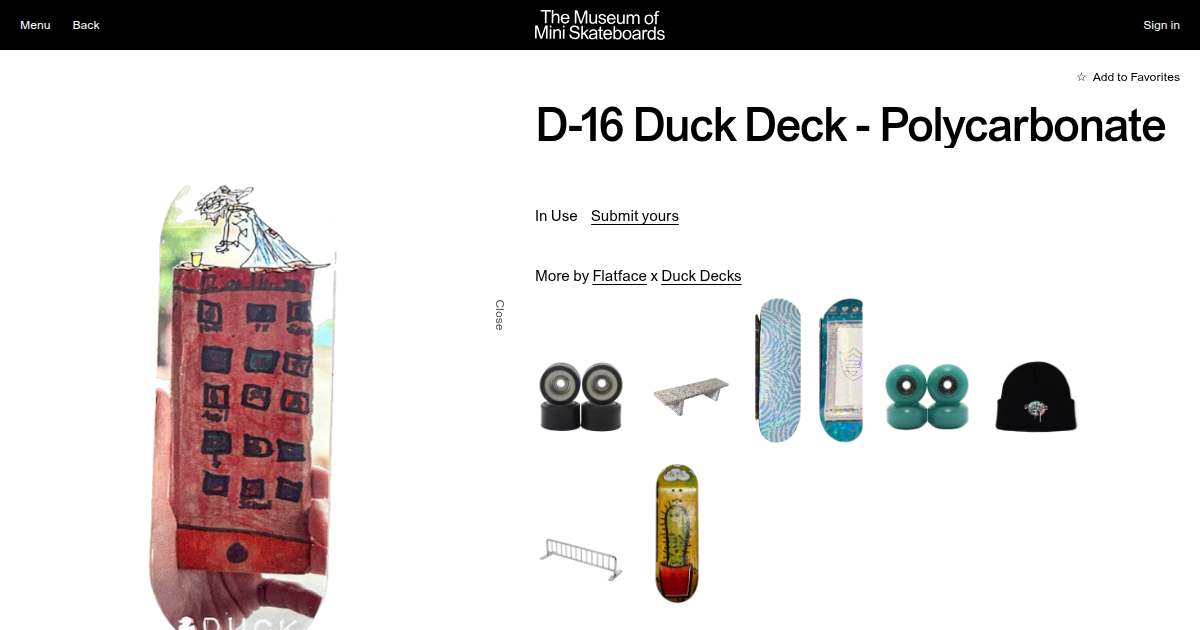 Menu
Back
The Museum of
Mini Skateboards
Sign in
☆ Add to Favorites
D-16 Duck Deck - Polycarbonate
In Use Submit yours
More by Flatface x Duck Decks
Close
DUCK